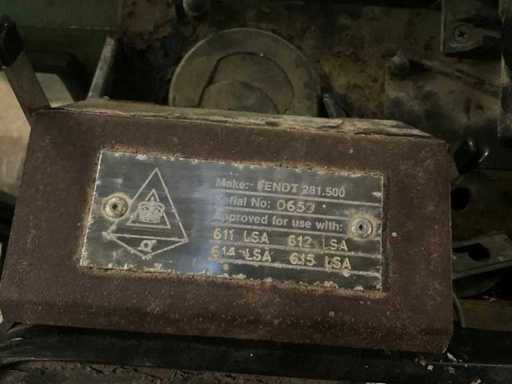 Make:- FENDT 281.500
Serial No: 0653
Approved for use with:
611 LSA 612 LSA
614 LSA 615 LSA